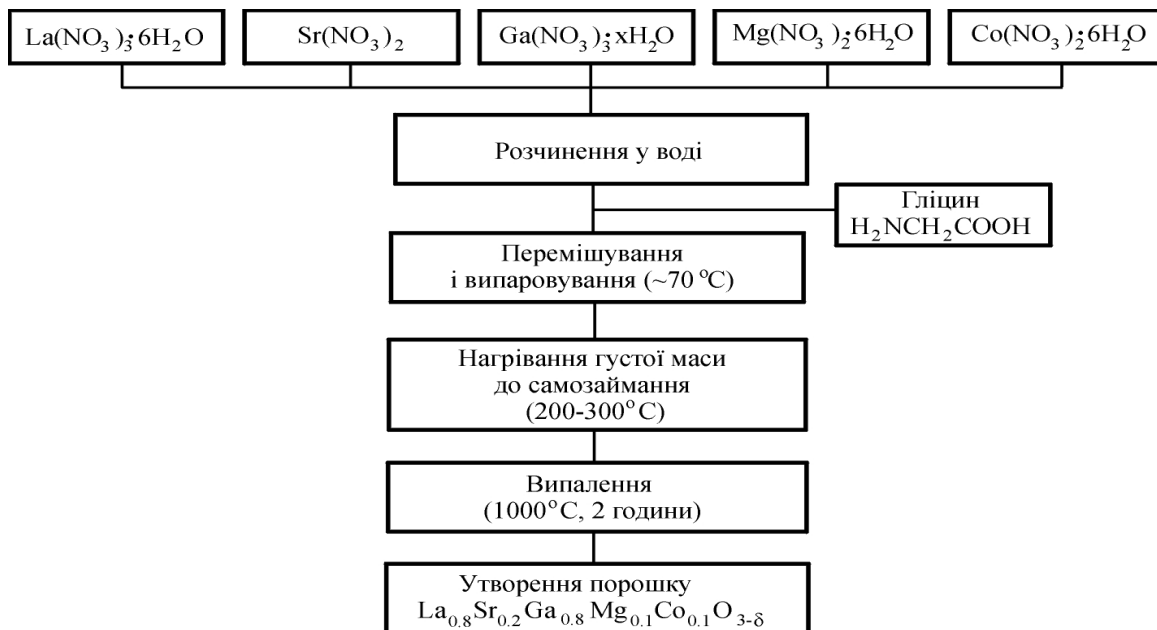 La(NO₃)₃·6H₂O
Sr(NO₃)₂
Ga(NO₃)₃·xH₂O
Mg(NO₃)₂·6H₂O
Co(NO₃)₂·6H₂O
Розчинення у воді
Гліцин
H₂NCH₂COOH
Перемішування
і випаровування (~70 °C)
Нагрівання густої маси
до самозаймання
(200-300°C)
Випалення
(1000°C, 2 години)
Утворення порошку
La₀.₈Sr₀.₂Ga₀.₈Mg₀.₁Co₀.₁O₃₋δ